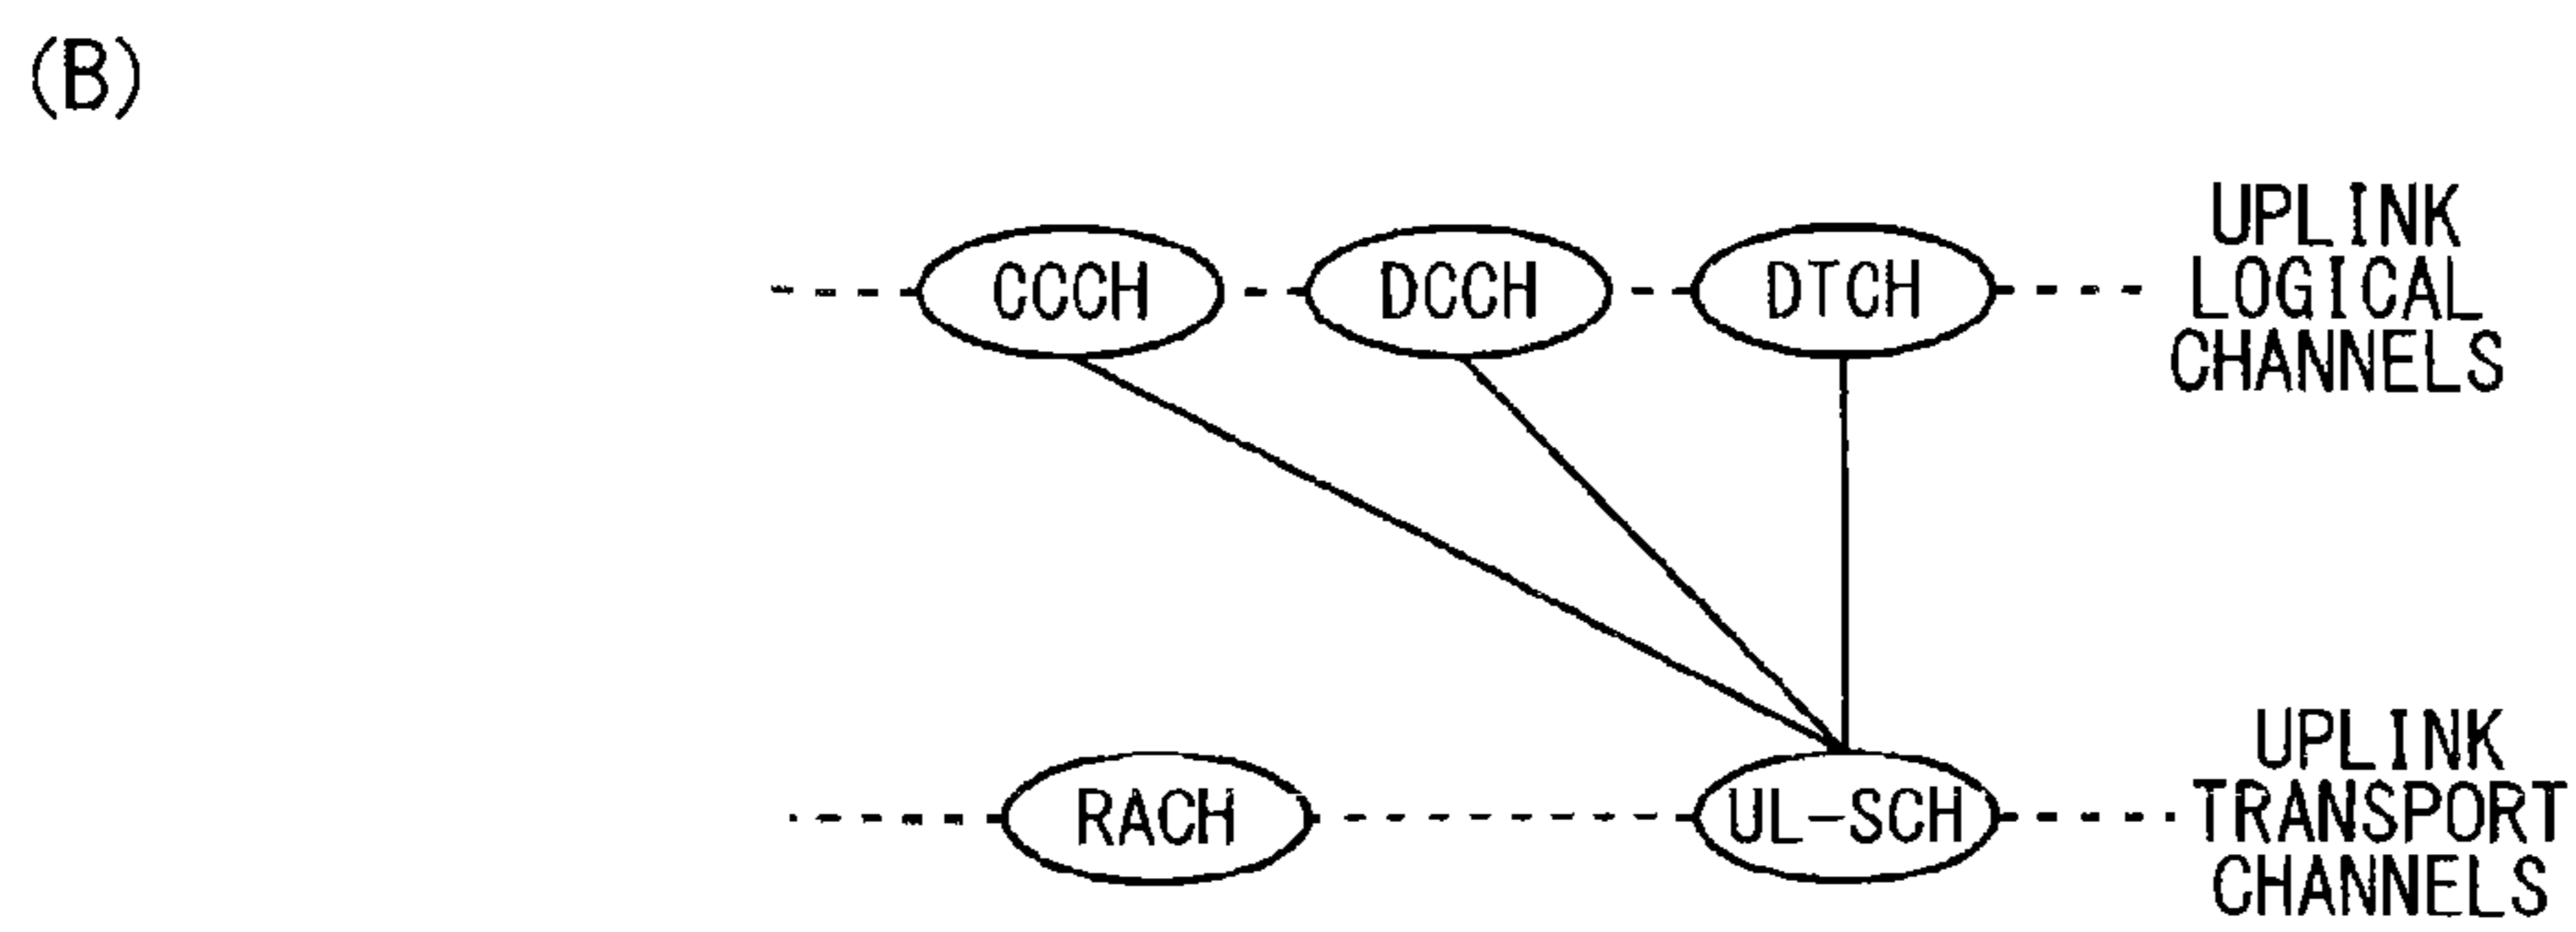 (B)
CCCH DCCH DTCH
UPLINK
LOGICAL
CHANNELS
RACH UL-SCH
UPLINK
TRANSPORT
CHANNELS